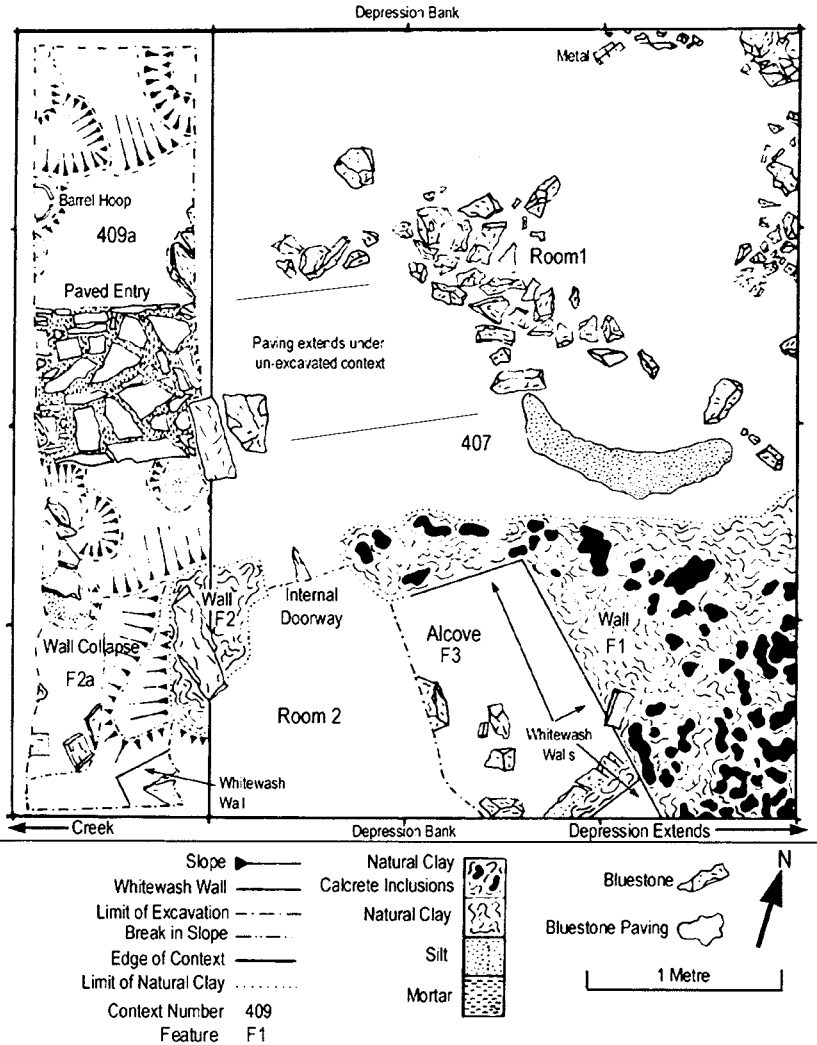 Depression Bank
Metal
Barrel Hoop
409a
Room1
Paved Entry
Paving extends under
un-excavated context
407
Wall
F2
Internal
Doorway
Alcove
F3
Wall
F1
Wall Collapse
F2a
Room 2
Whitewash
Walls
Whitewash
Wal
Creek
Depression Bank
Depression Extends
Slope
Whitewash Wall
Limit of Excavation
Break in Slope
Edge of Context
Limit of Natural Clay
Context Number 409
Feature F1
Natural Clay
Calcrete Inclusions
Natural Clay
Silt
Mortar
Bluestone
Bluestone Paving
N
1 Metre